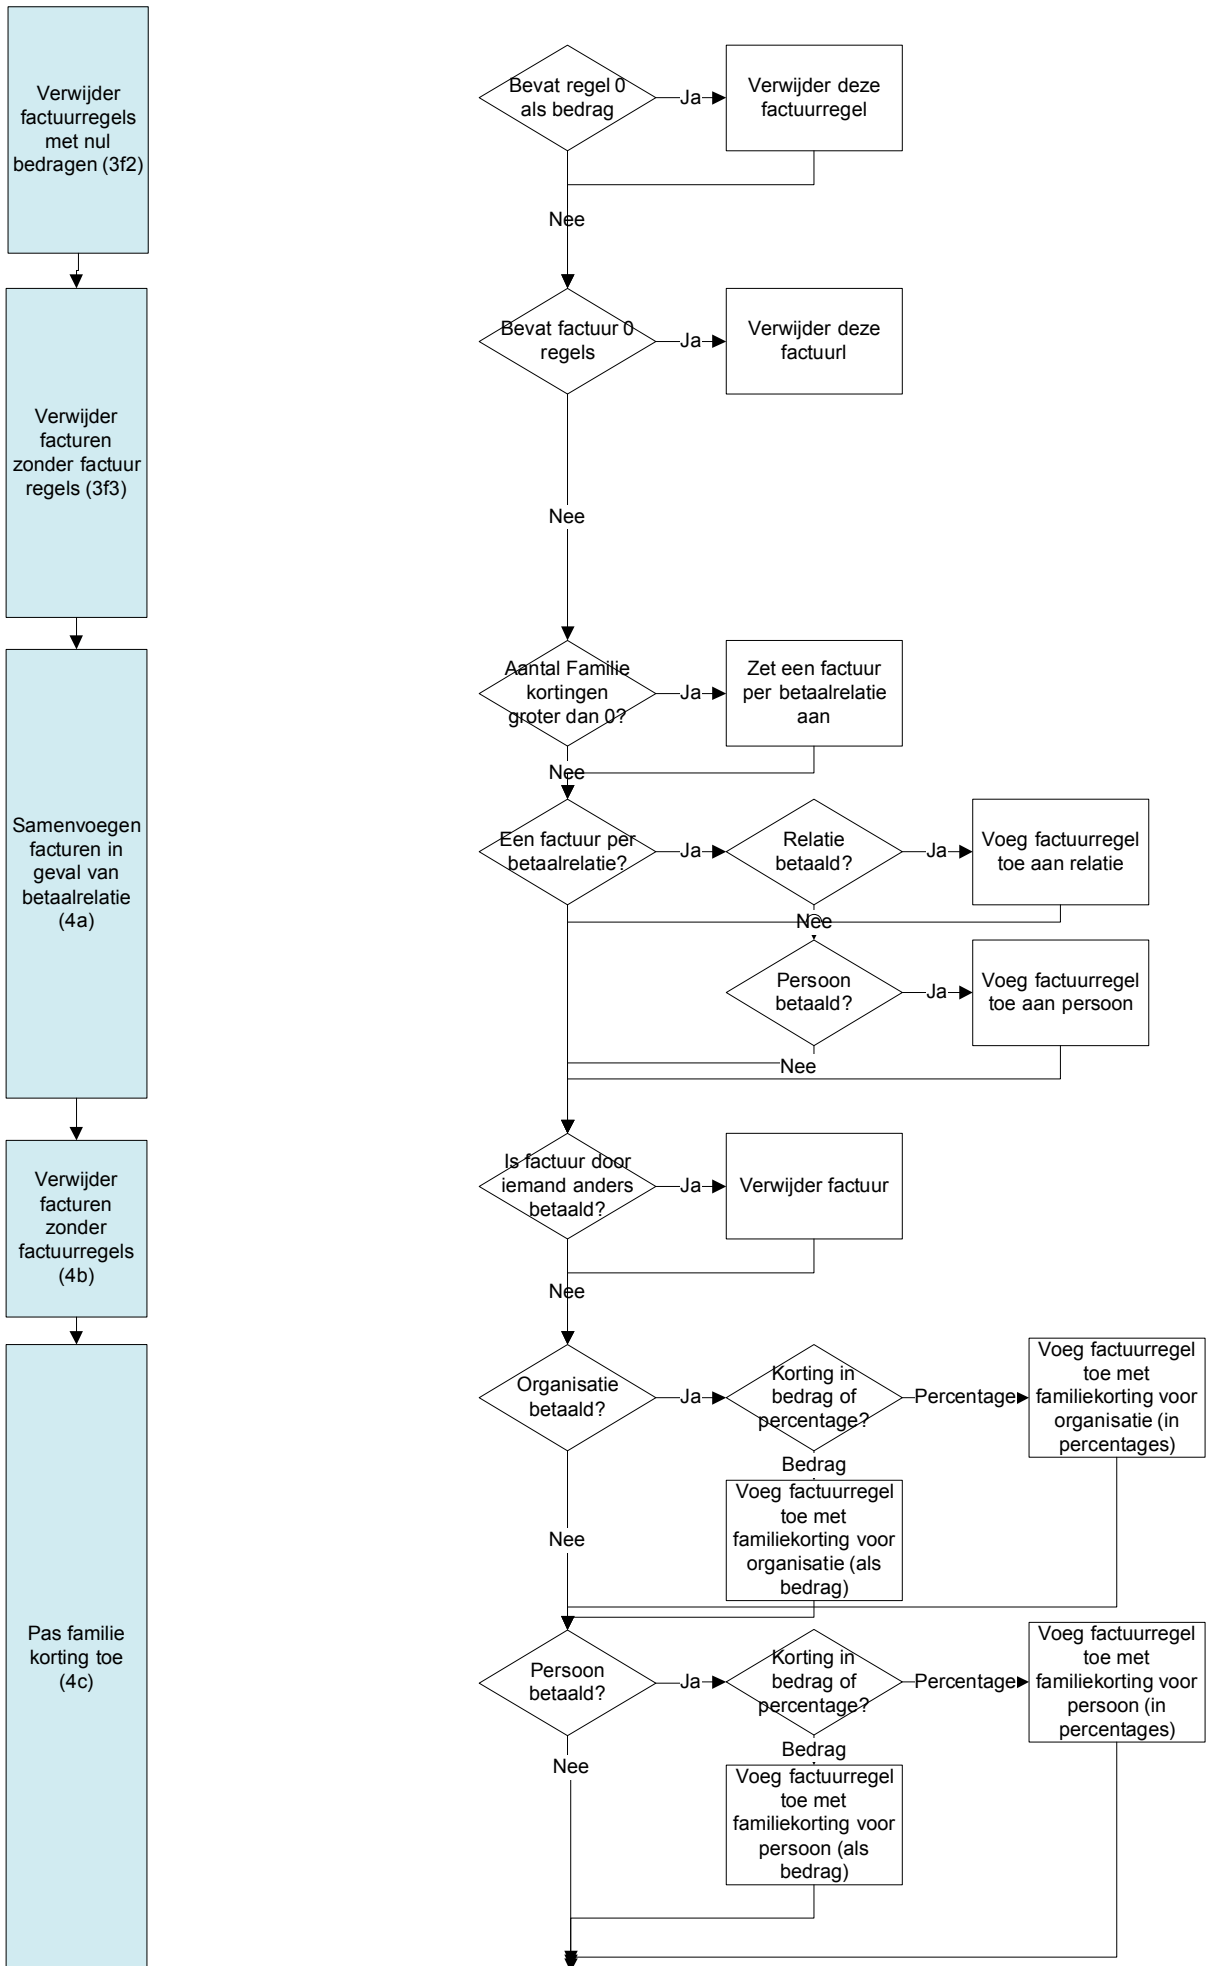 Verwijder
factuurregels
met nul
bedragen (3f2)
Bevat regel 0
als bedrag
Ja
Verwijder deze
factuurregel
Nee
Verwijder
facturen
zonder factuur
regels (3f3)
Bevat factuur 0
regels
Ja
Verwijder deze
factuurl
Nee
Samenvoegen
facturen in
geval van
betaalrelatie
(4a)
Aantal Familie
kortingen
groter dan 0?
Ja
Zet een factuur
per betaalrelatie
aan
Nee
Een factuur per
betaalrelatie?
Ja
Relatie
betaald?
Ja
Voeg factuurregel
toe aan relatie
Nee
Persoon
betaald?
Ja
Voeg factuurregel
toe aan persoon
Nee
Verwijder
facturen
zonder
factuurregels
(4b)
Is factuur door
iemand anders
betaald?
Ja
Verwijder factuur
Nee
Pas familie
korting toe
(4c)
Organisatie
betaald?
Ja
Korting in
bedrag of
percentage?
Percentage
Voeg factuurregel
toe met
familiekorting voor
organisatie (in
percentages)
Bedrag
Voeg factuurregel
toe met
familiekorting voor
organisatie (als
bedrag)
Nee
Persoon
betaald?
Ja
Korting in
bedrag of
percentage?
Percentage
Voeg factuurregel
toe met
familiekorting voor
persoon (in
percentages)
Bedrag
Voeg factuurregel
toe met
familiekorting voor
persoon (als
bedrag)
Nee